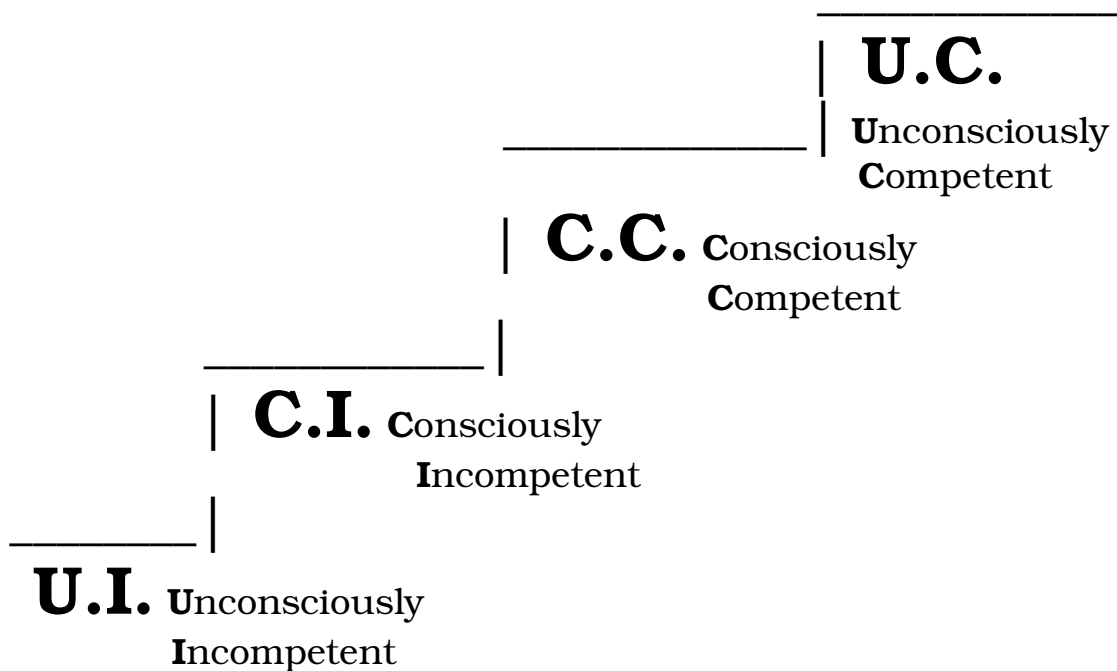 U.C.
Unconsciously
Competent
C.C. Consciously
Competent
C.I. Consciously
Incompetent
U.I. Unconsciously
Incompetent